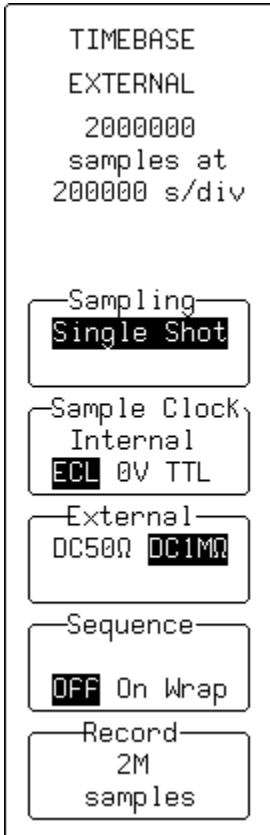 TIMEBASE
EXTERNAL
2000000
samples at
200000 s/div
Sampling
Single Shot
Sample Clock
Internal
ECL 0V TTL
External
DC50Ω DC1MΩ
Sequence
OFF On Wrap
Record
2M
samples